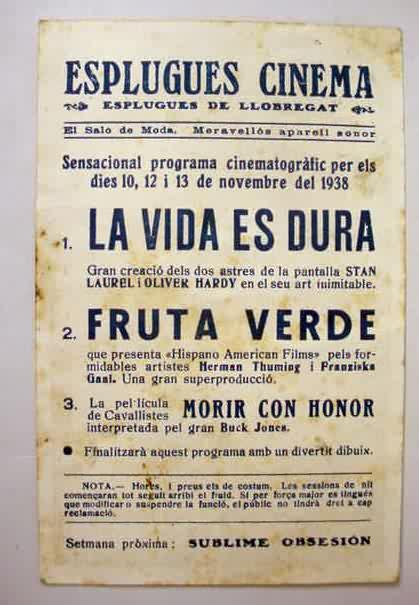 ESPLUGUES CINEMA
ESPLUGUES DE LLOBREGAT
El Saló de Moda. Meravellós aparell sonor
Sensacional programa cinematogràfic per els
dies 10, 12 i 13 de novembre del 1938
1. LA VIDA ES DURA
Gran creació dels dos astres de la pantalla STAN
LAUREL i OLIVER HARDY en el seu art inimitable.
2. FRUTA VERDE
que presenta «Hispano American Films» pels for-
midables artistes Herman Thuming i Franziska
Gaal. Una gran superproducció.
3. La pel·lícula
de Cavallistes MORIR CON HONOR
interpretada pel gran Buck Jones.
● Ffnalitzarà aquest programa amb un divertit dibuix.
NOTA.— Hores, i preus els de costum. Les sessions de nit
començaran tot seguit arribi el fluid. Si per força major es tingués
que modificar o suspendre la funció, el públic no tindrà dret a cap
reclamació.
Setmana pròxima: SUBLIME OBSESIÓN